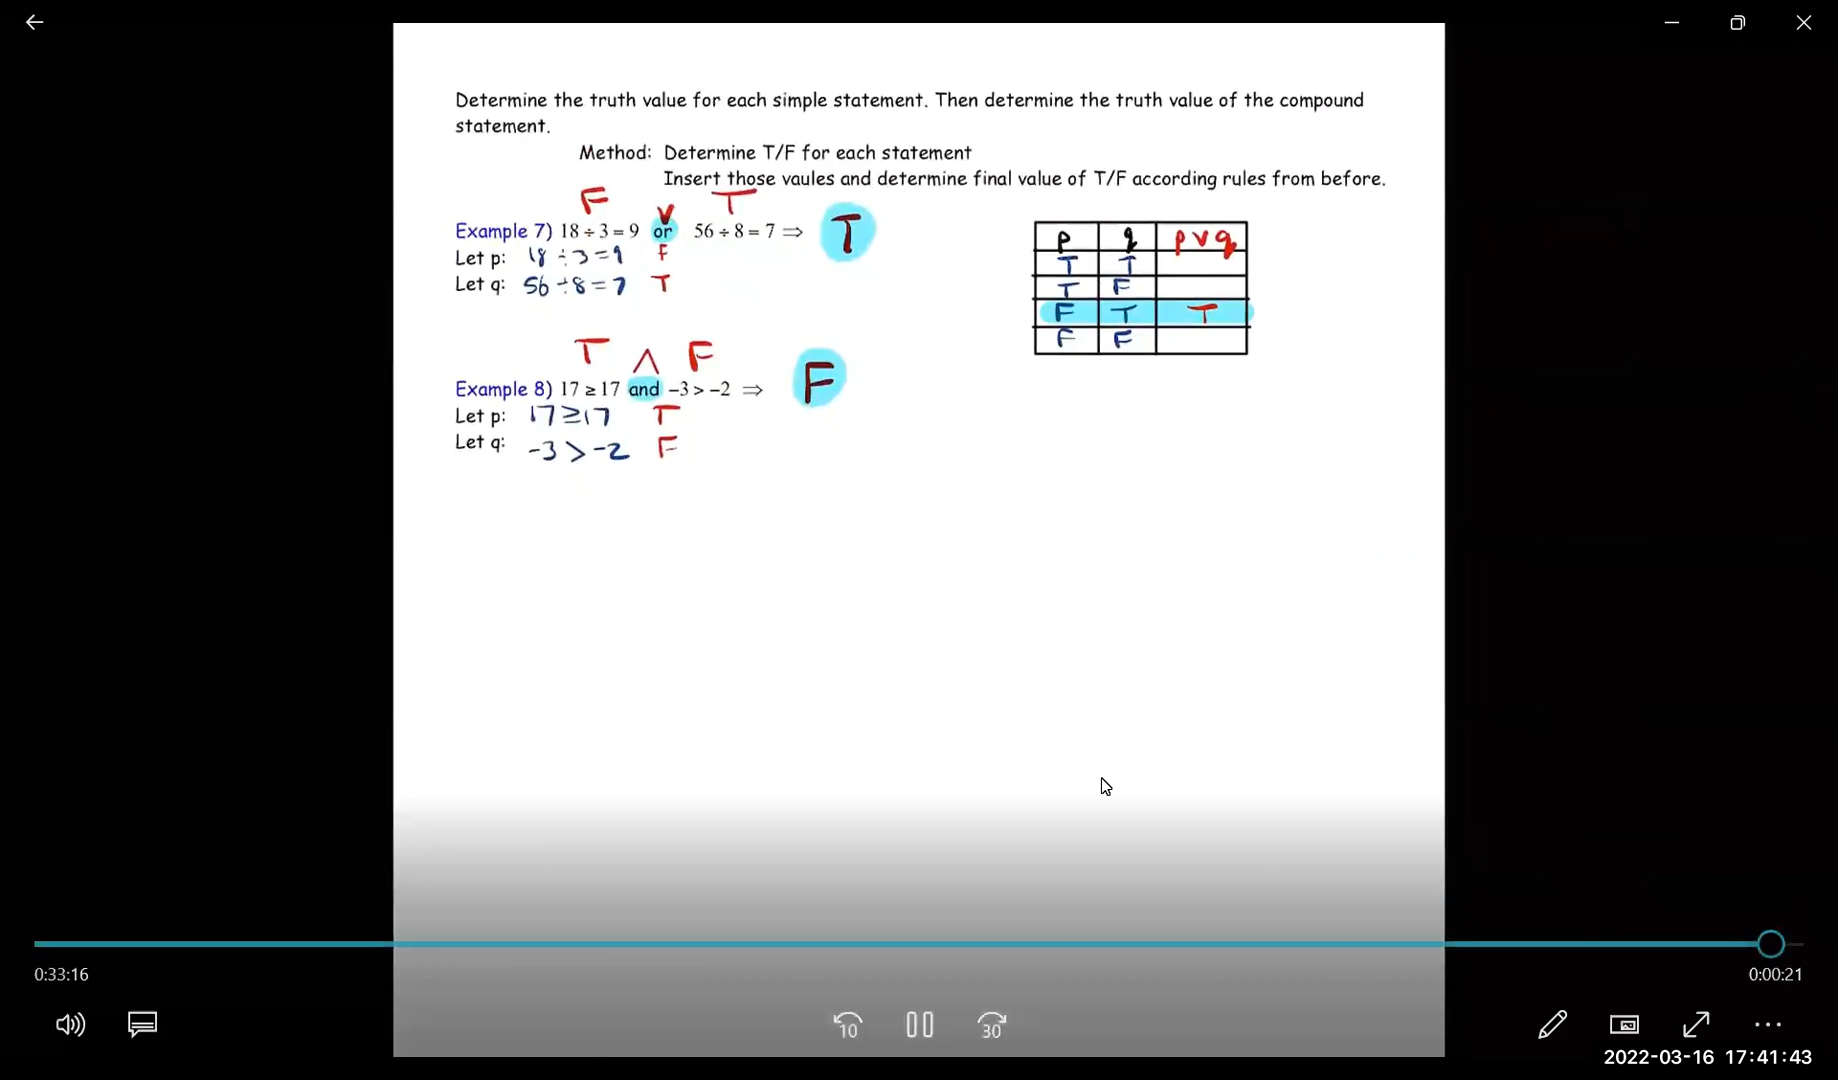 Determine the truth value for each simple statement. Then determine the truth value of the compound
statement.
Method: Determine T/F for each statement
Insert those vaules and determine final value of T/F according rules from before.
F ∨ T
Example 7) 18 ÷ 3 = 9 or 56 ÷ 8 = 7 ⇒ T
Let p: 18 ÷ 3 = 9 F
Let q: 56 ÷ 8 = 7 T
p q p ∨ q
T T
T F
F T T
F F
T ∧ F
Example 8) 17 ≥ 17 and −3 > −2 ⇒ F
Let p: 17 ≥ 17 T
Let q: -3 > -2 F
0:33:16 0:00:21
10 30
2022-03-16 17:41:43